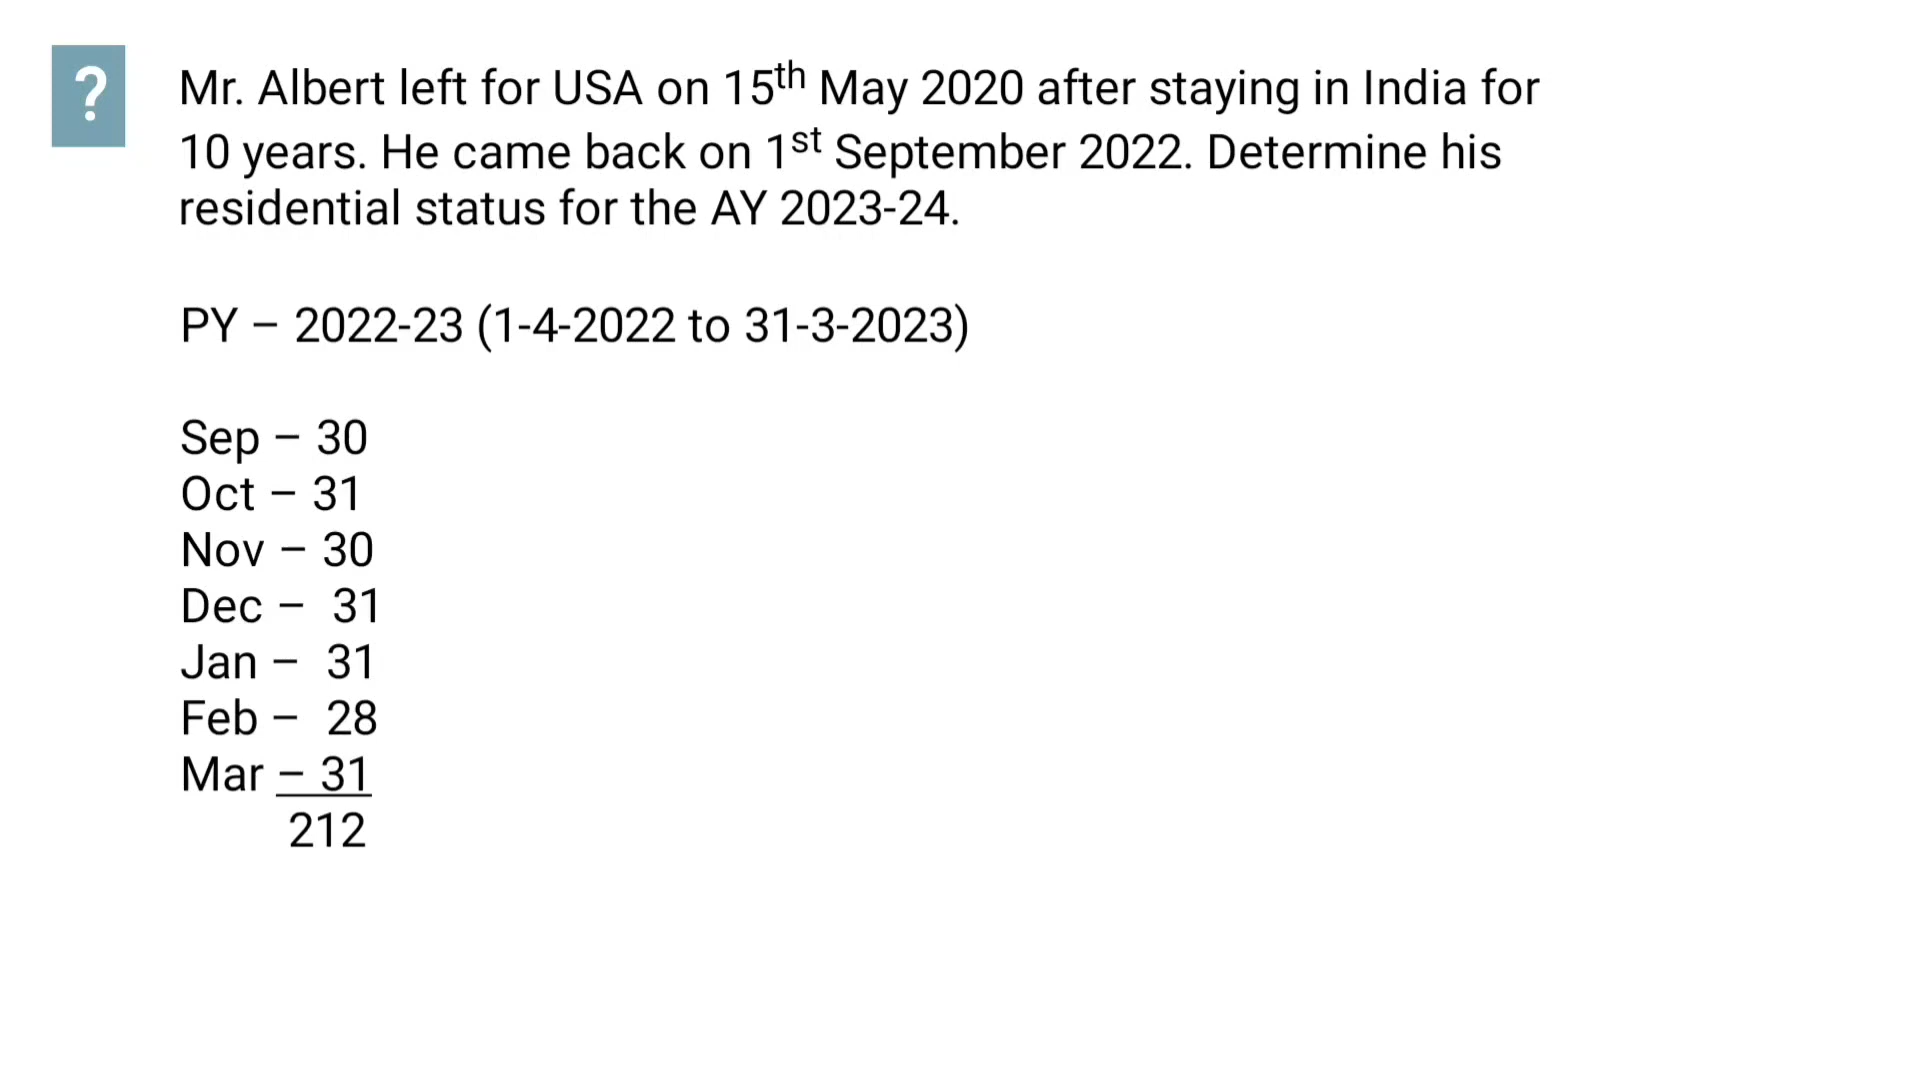 ?
Mr. Albert left for USA on 15th May 2020 after staying in India for
10 years. He came back on 1st September 2022. Determine his
residential status for the AY 2023-24.
PY – 2022-23 (1-4-2022 to 31-3-2023)
Sep – 30
Oct – 31
Nov – 30
Dec – 31
Jan – 31
Feb – 28
Mar – 31
212